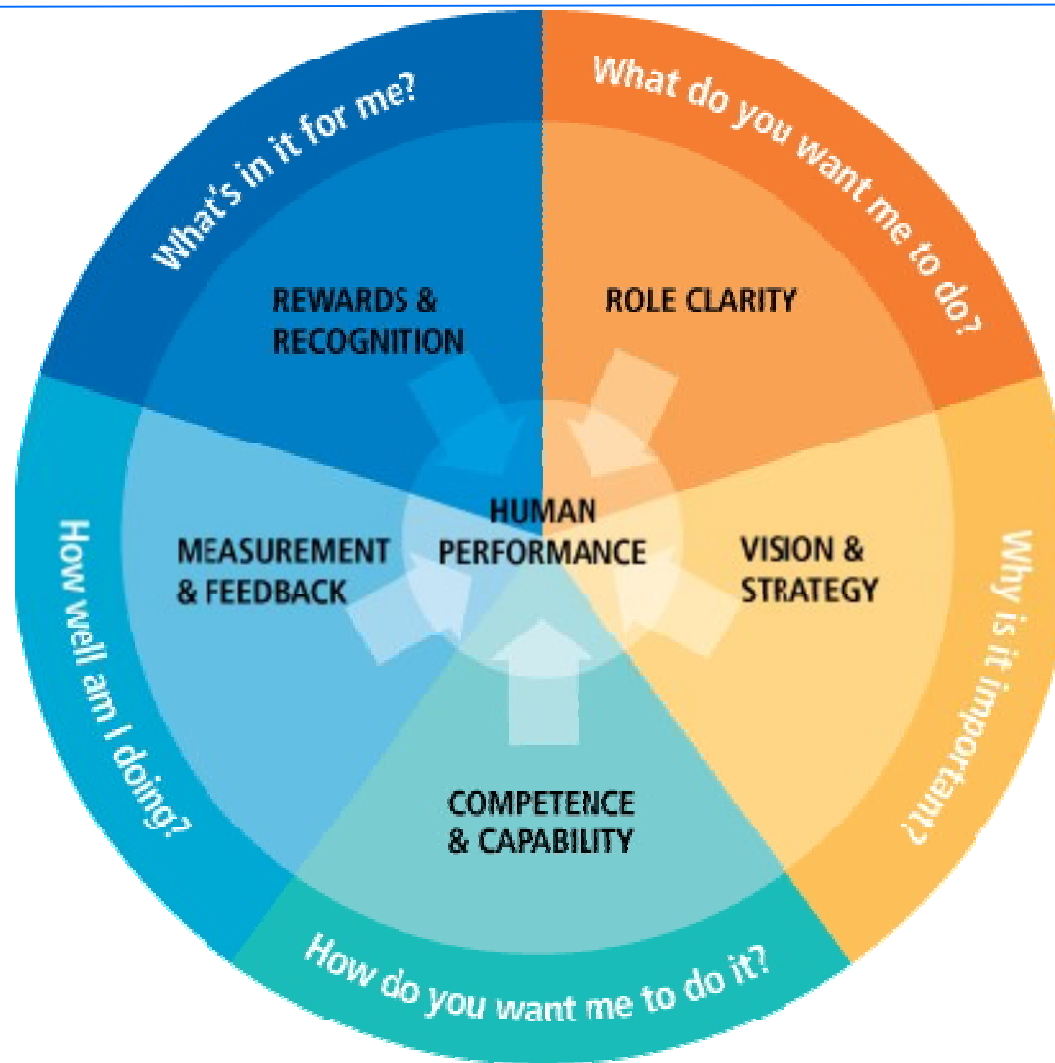 What's in it for me?
What do you want me to do?
REWARDS &
RECOGNITION
ROLE CLARITY
HUMAN
PERFORMANCE
MEASUREMENT
& FEEDBACK
VISION &
STRATEGY
How well am I doing?
Why is it important?
COMPETENCE
& CAPABILITY
How do you want me to do it?